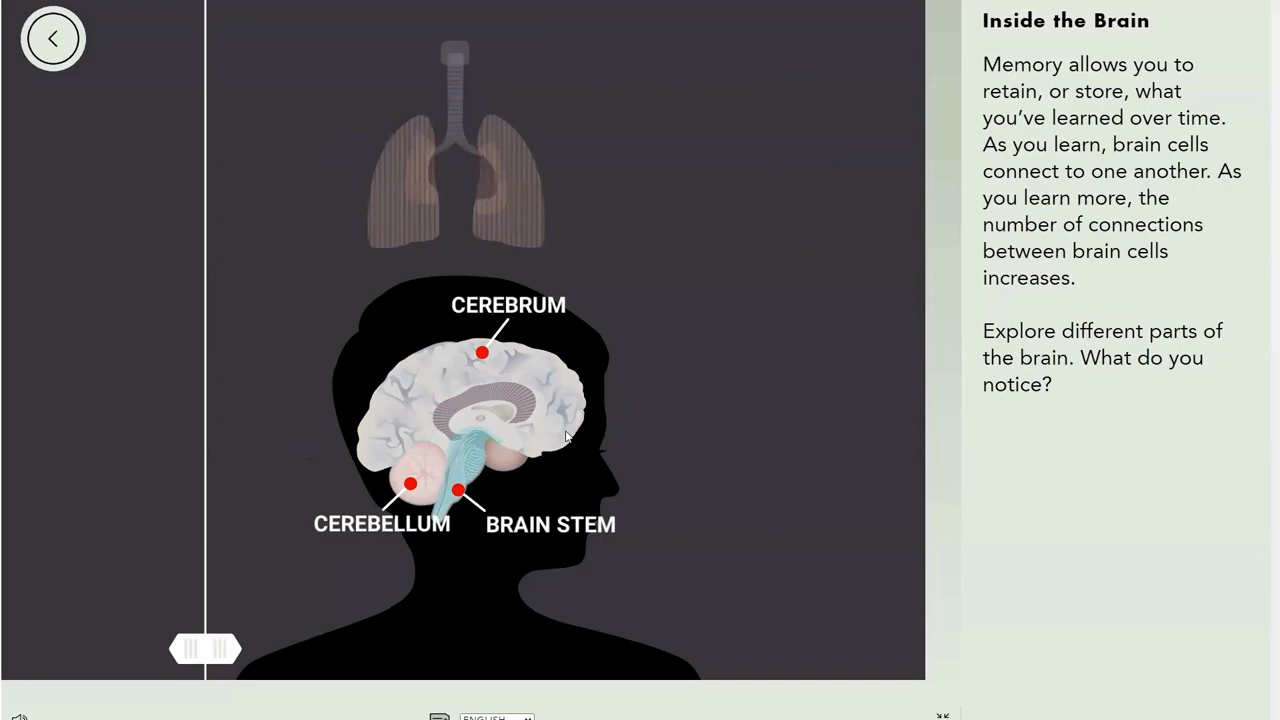 Inside the Brain
Memory allows you to
retain, or store, what
you’ve learned over time.
As you learn, brain cells
connect to one another. As
you learn more, the
number of connections
between brain cells
increases.
Explore different parts of
the brain. What do you
notice?
CEREBRUM
CEREBELLUM
BRAIN STEM
ENGLISH